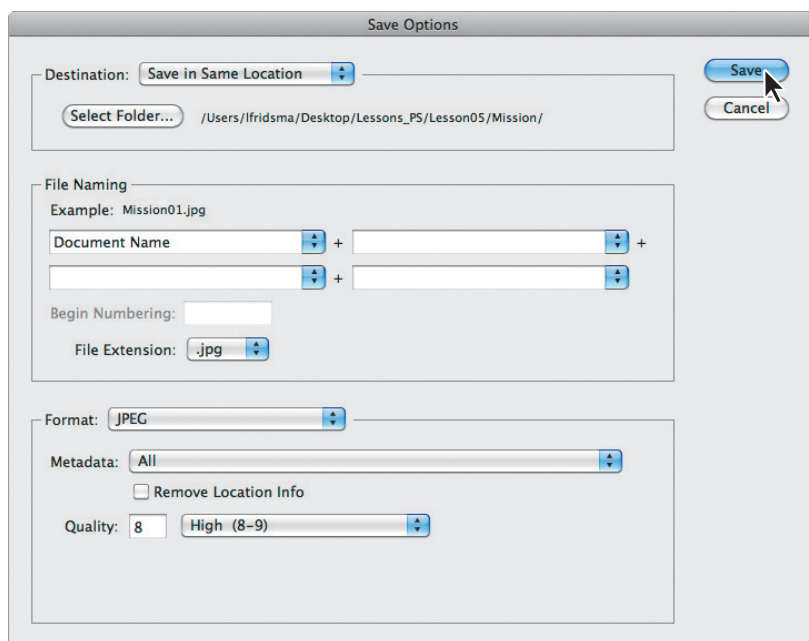 Save Options
Destination: Save in Same Location
Save
Select Folder... /Users/lfridsma/Desktop/Lessons_PS/Lesson05/Mission/
Cancel
File Naming
Example: Mission01.jpg
Document Name + +
+
Begin Numbering:
File Extension: .jpg
Format: JPEG
Metadata: All
Remove Location Info
Quality: 8 High (8–9)